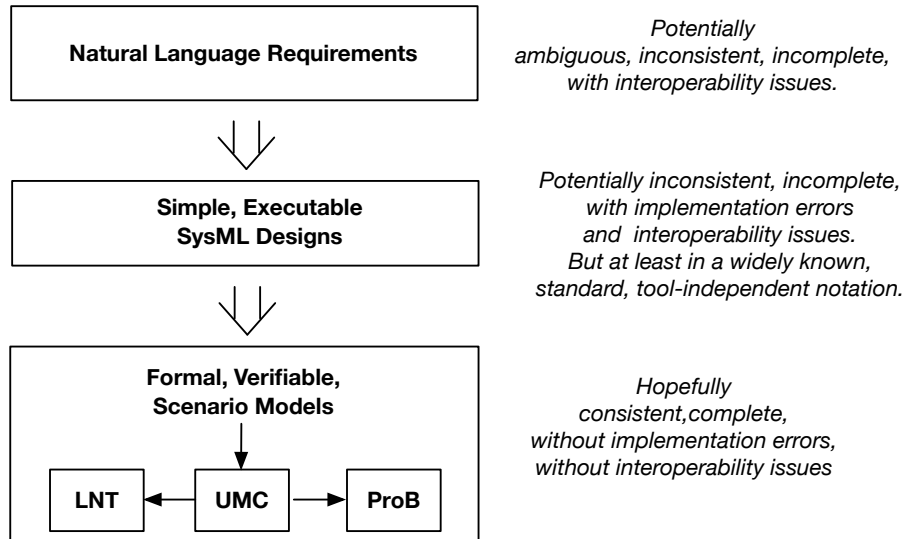 Natural Language Requirements
Potentially
ambiguous, inconsistent, incomplete,
with interoperability issues.
Simple, Executable
SysML Designs
Potentially inconsistent, incomplete,
with implementation errors
and interoperability issues.
But at least in a widely known,
standard, tool-independent notation.
Formal, Verifiable,
Scenario Models
Hopefully
consistent,complete,
without implementation errors,
without interoperability issues
LNT
UMC
ProB